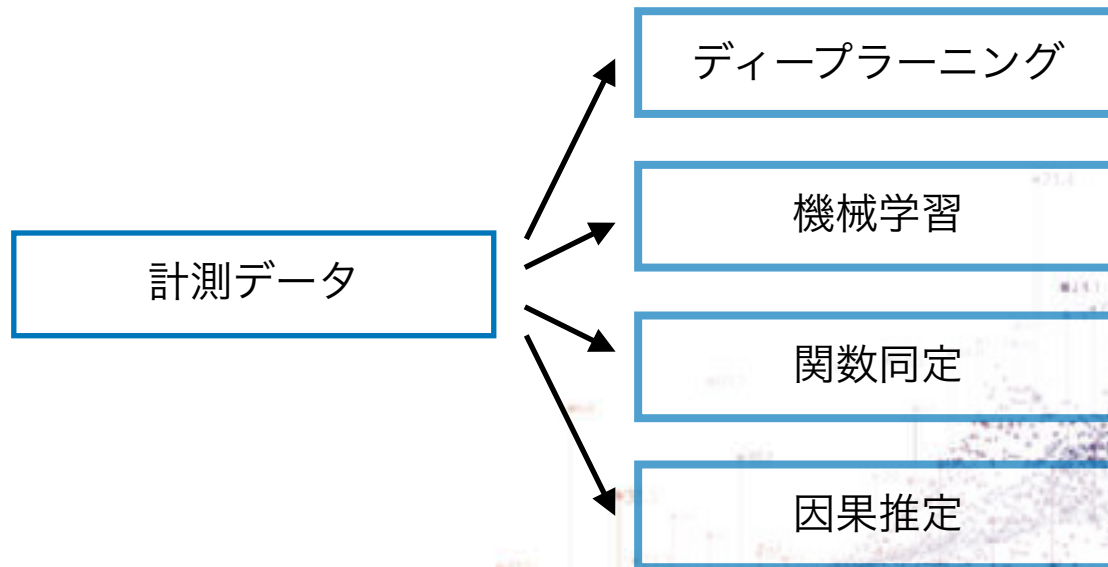 ディープラーニング
機械学習
計測データ
関数同定
因果推定